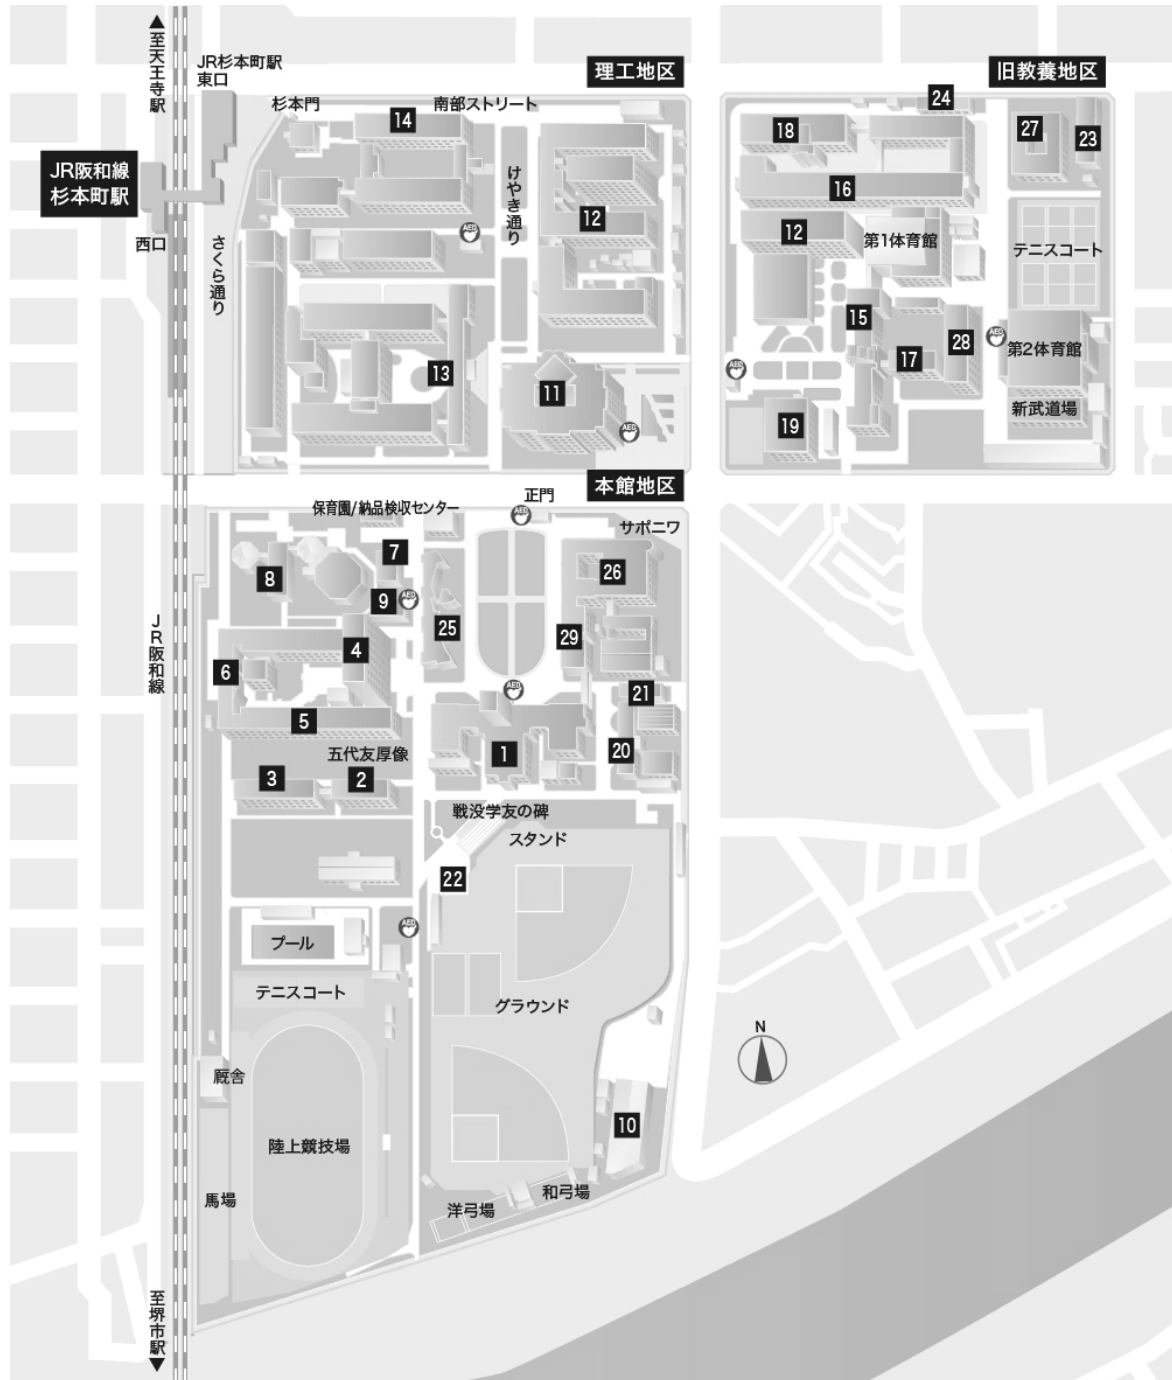 ▲至天王寺駅
JR杉本町駅
東口
理工地区
旧教養地区
杉本門
南部ストリート
14
18
24
27
23
JR阪和線
杉本町駅
けやき通り
16
西口
さくら通り
AED
12
12
第1体育館
テニスコート
15
AED
17
28
第2体育館
13
11
AED
新武道場
AED
19
本館地区
保育園/納品検収センター
正門
AED
サポニワ
7
8
9
AED
26
25
29
JR阪和線
4
6
AED
21
5
1
20
五代友厚像
3
2
戦没学友の碑
スタンド
22
AED
プール
テニスコート
グラウンド
N
厩舎
10
陸上競技場
馬場
和弓場
洋弓場
至堺市駅▼